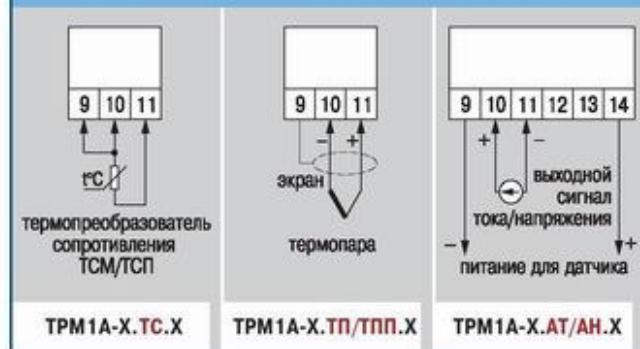 9 10 11
t°C
термопреобразователь
сопротивления
ТСМ/ТСП
ТРМ1А-Х.ТС.Х
9 10 11
– +
экран
термопара
ТРМ1А-Х.ТП/ТПП.Х
9 10 11 12 13 14
+ –
выходной
сигнал
тока/напряжения
– +
питание для датчика
ТРМ1А-Х.АТ/АН.Х